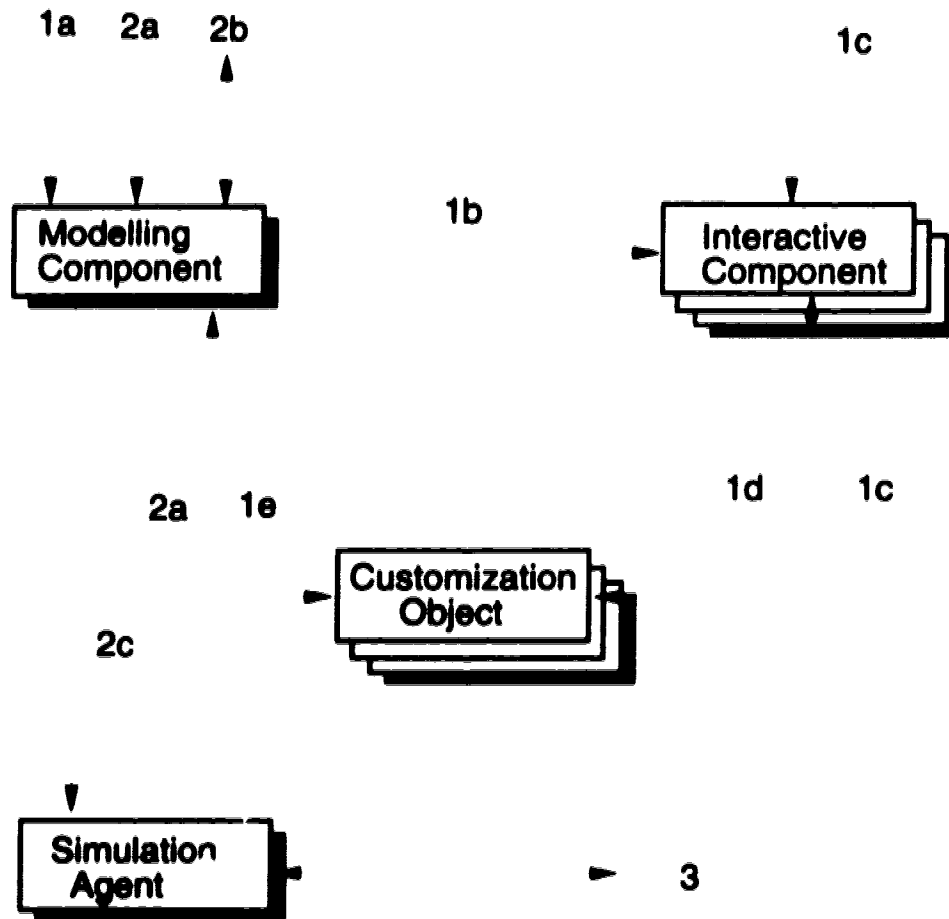 1a 2a 2b
1c
1b
Modelling
Component
Interactive
Component
1d 1c
2a 1e
Customization
Object
2c
Simulation
Agent
3